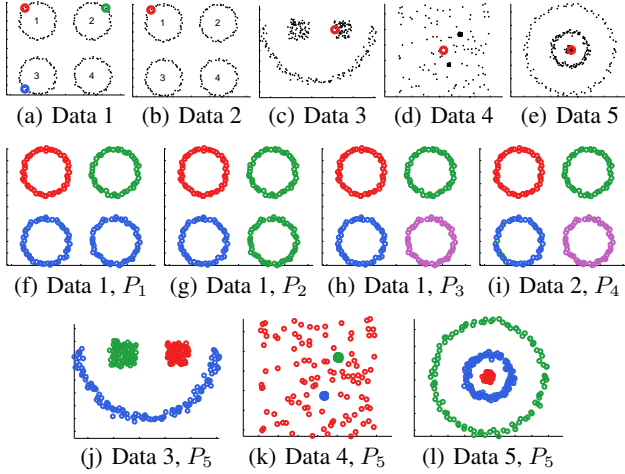 1 2
3 4
1 2
3 4
(a) Data 1 (b) Data 2 (c) Data 3 (d) Data 4 (e) Data 5
(f) Data 1, P1 (g) Data 1, P2 (h) Data 1, P3 (i) Data 2, P4
(j) Data 3, P5 (k) Data 4, P5 (l) Data 5, P5